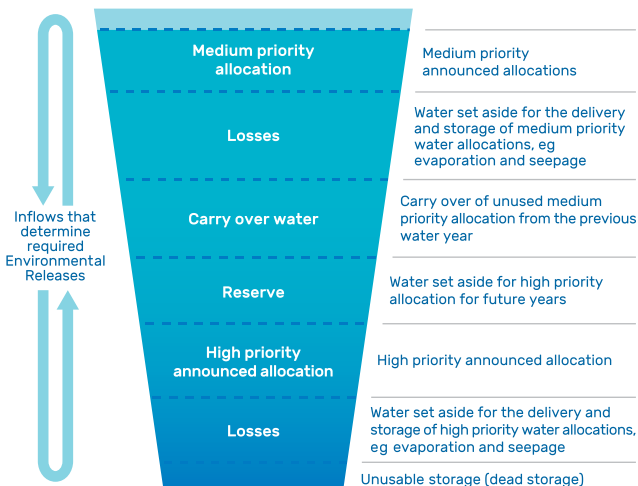 Medium priority
allocation
Medium priority
announced allocations
Losses
Water set aside for the delivery
and storage of medium priority
water allocations, eg
evaporation and seepage
Carry over water
Carry over of unused medium
priority allocation from the previous
water year
Inflows that
determine
required
Environmental
Releases
Reserve
Water set aside for high priority
allocation for future years
High priority
announced allocation
High priority announced allocation
Losses
Water set aside for the delivery and
storage of high priority water allocations,
eg evaporation and seepage
Unusable storage (dead storage)